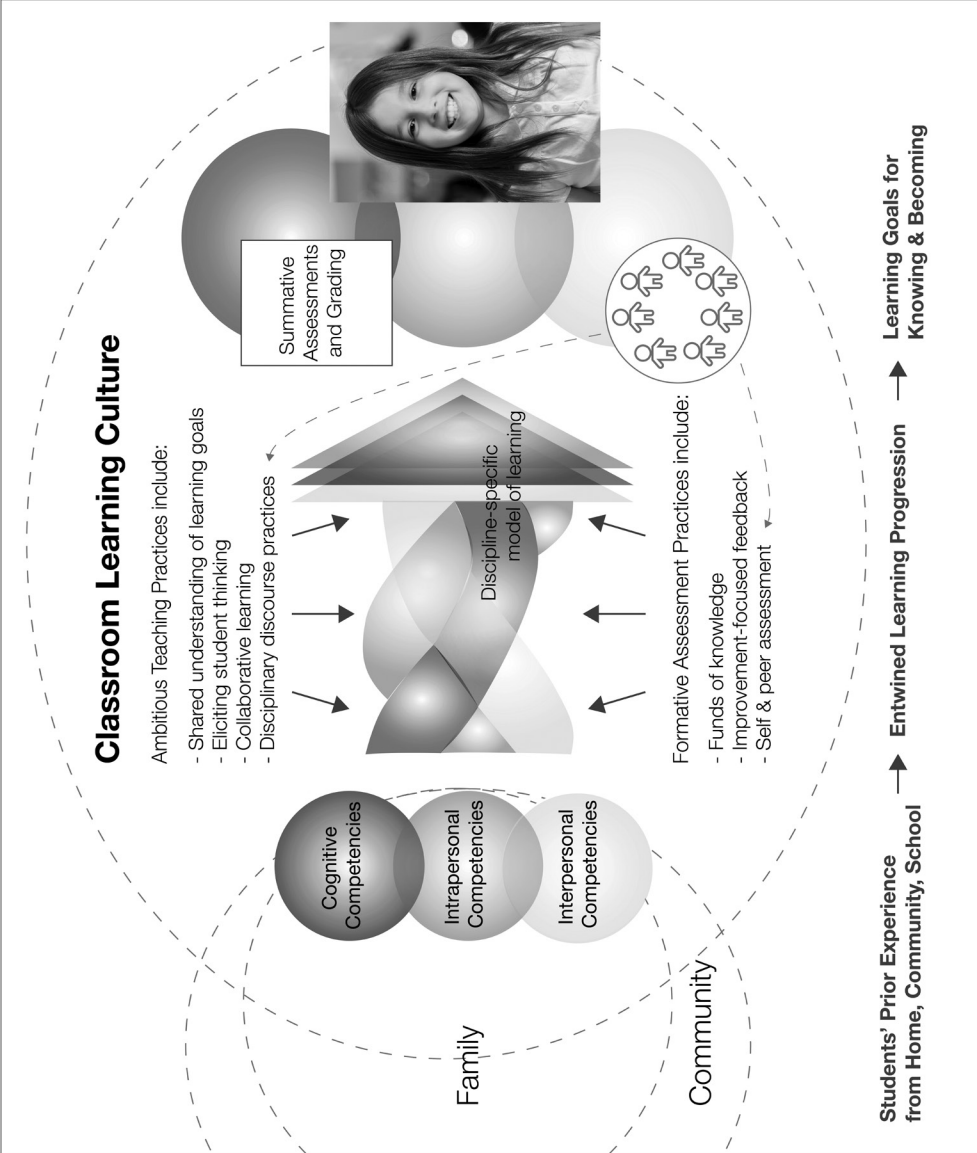 Classroom Learning Culture
Ambitious Teaching Practices include:
- Shared understanding of learning goals
- Eliciting student thinking
- Collaborative learning
- Disciplinary discourse practices
Summative
Assessments
and Grading
Cognitive
Competencies
Intrapersonal
Competencies
Interpersonal
Competencies
Discipline-specific
model of learning
Family
Community
Formative Assessment Practices include:
- Funds of knowledge
- Improvement-focused feedback
- Self & peer assessment
Students’ Prior Experience
from Home, Community, School
Entwined Learning Progression
Learning Goals for
Knowing & Becoming